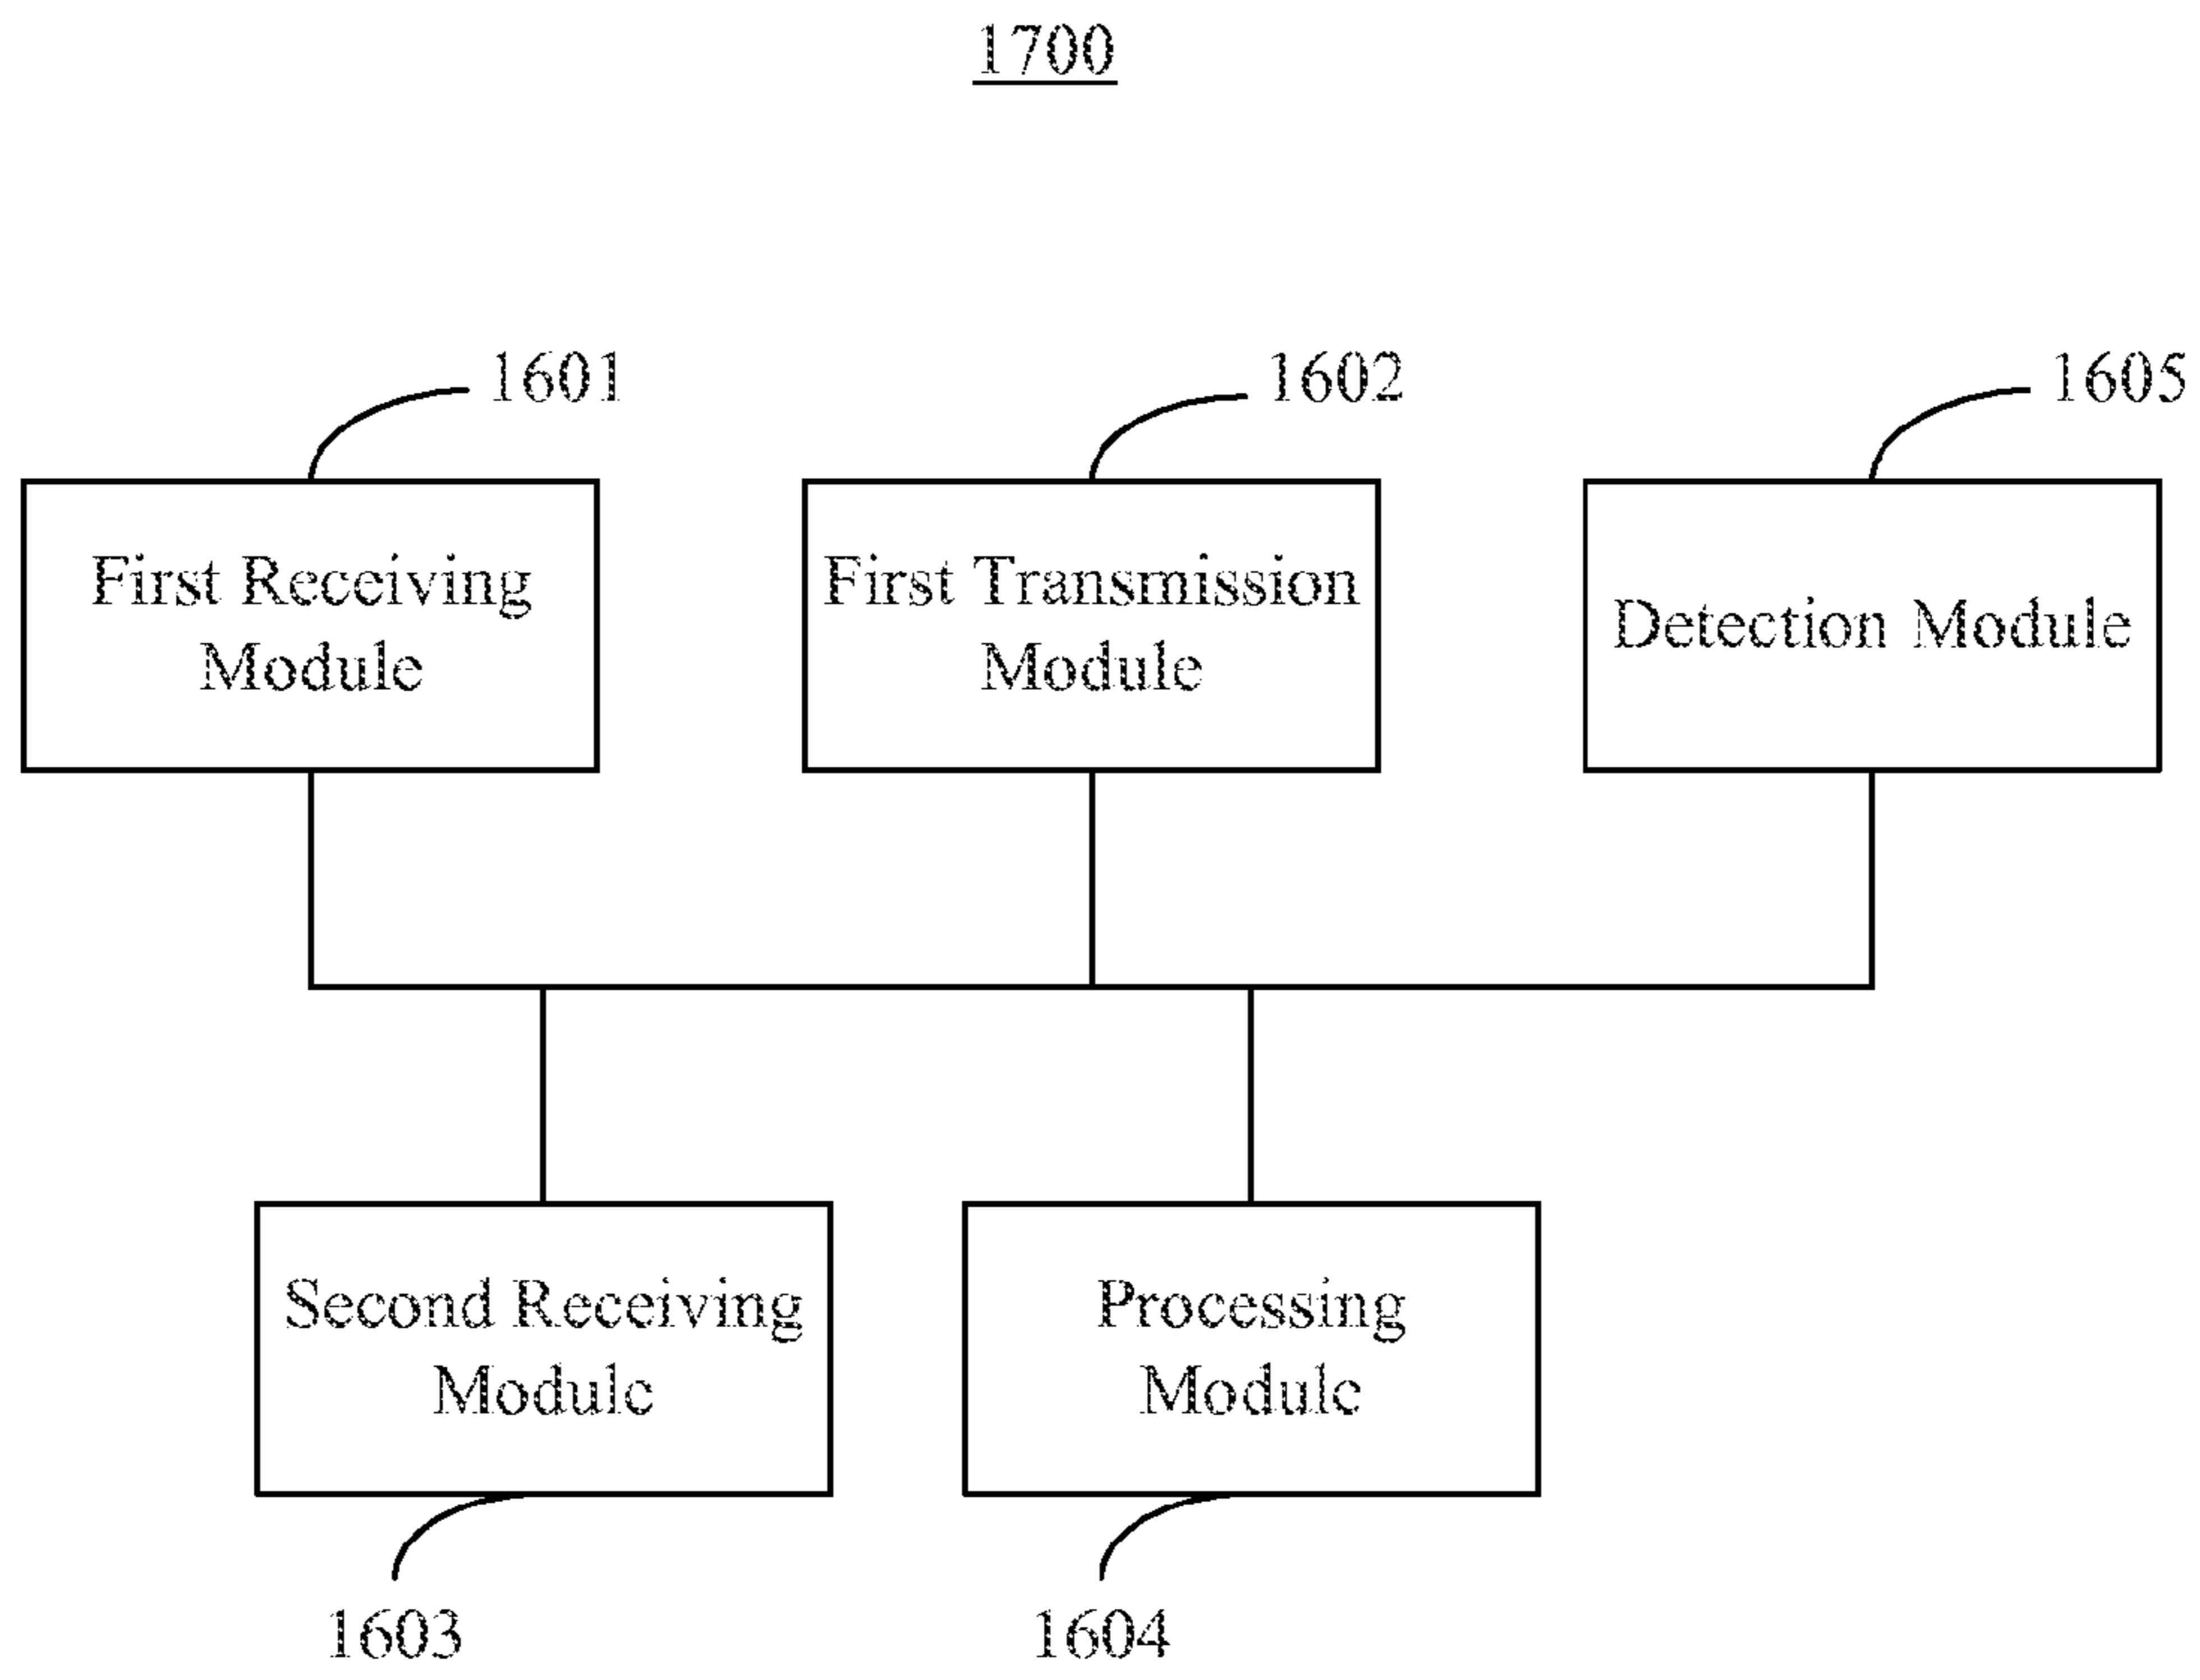 1700
1601
1602
1605
First Receiving
Module
First Transmission
Module
Detection Module
Second Receiving
Module
Processing
Module
1603
1604